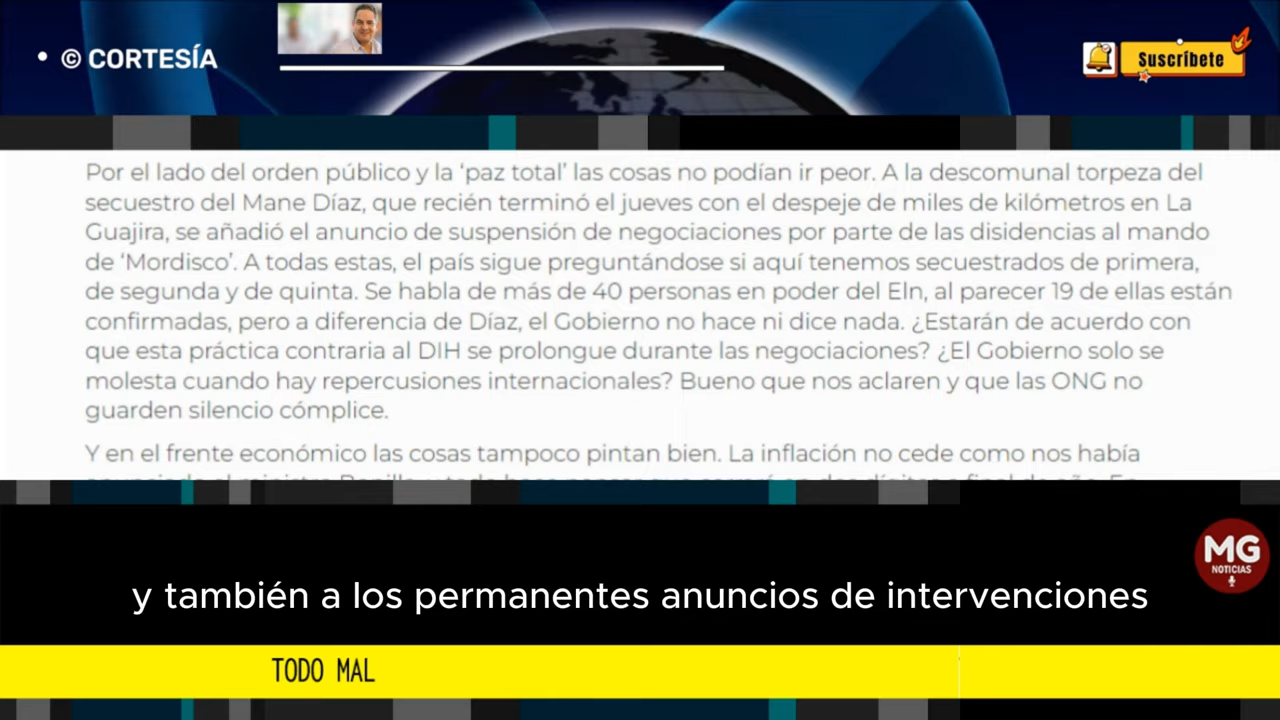 • © CORTESÍA
Suscríbete
Por el lado del orden público y la ‘paz total’ las cosas no podían ir peor. A la descomunal torpeza del
secuestro del Mane Díaz, que recién terminó el jueves con el despeje de miles de kilómetros en La
Guajira, se añadió el anuncio de suspensión de negociaciones por parte de las disidencias al mando
de ‘Mordisco’. A todas estas, el país sigue preguntándose si aquí tenemos secuestrados de primera,
de segunda y de quinta. Se habla de más de 40 personas en poder del Eln, al parecer 19 de ellas están
confirmadas, pero a diferencia de Díaz, el Gobierno no hace ni dice nada. ¿Estarán de acuerdo con
que esta práctica contraria al DIH se prolongue durante las negociaciones? ¿El Gobierno solo se
molesta cuando hay repercusiones internacionales? Bueno que nos aclaren y que las ONG no
guarden silencio cómplice.
Y en el frente económico las cosas tampoco pintan bien. La inflación no cede como nos había
MG
NOTICIAS
y también a los permanentes anuncios de intervenciones
TODO MAL